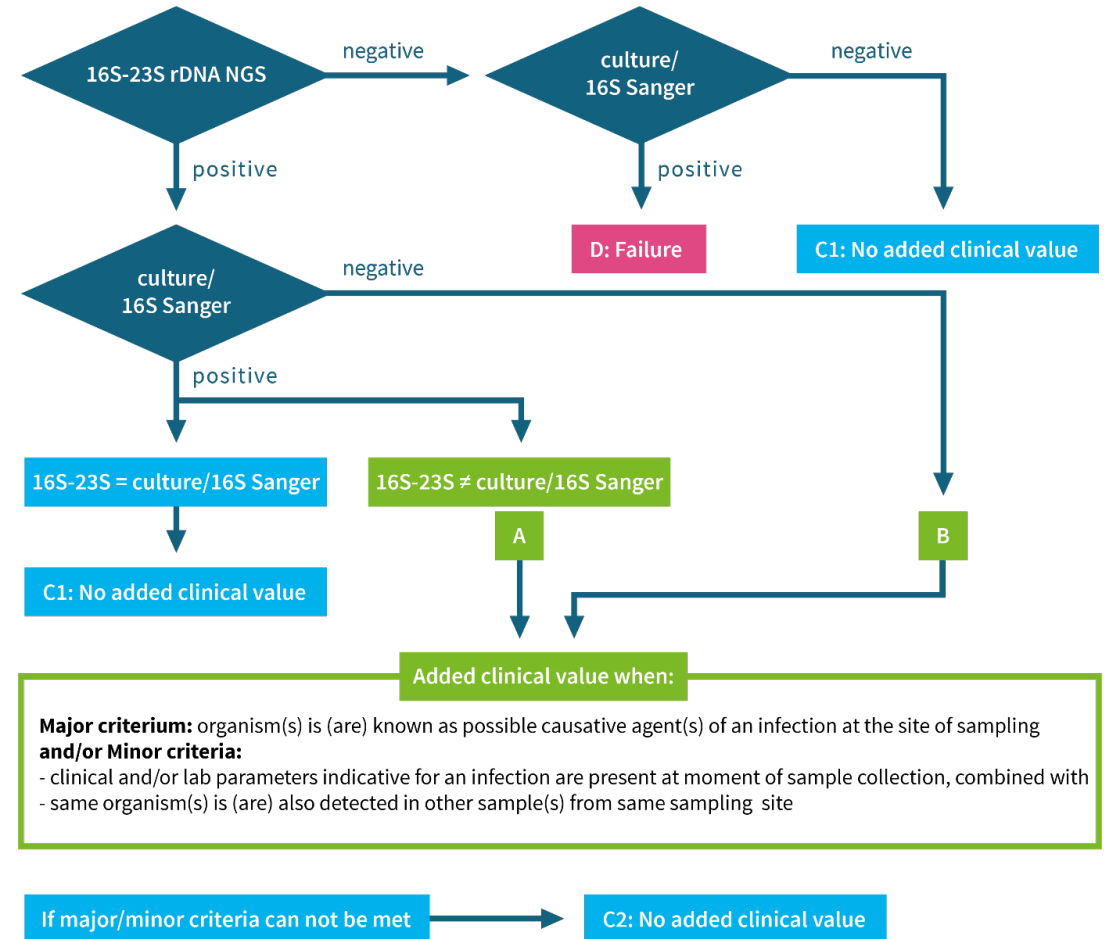 16S-23S rDNA NGS
negative
culture/
16S Sanger
negative
positive
positive
D: Failure
C1: No added clinical value
culture/
16S Sanger
negative
positive
16S-23S = culture/16S Sanger
16S-23S ≠ culture/16S Sanger
A
B
C1: No added clinical value
Added clinical value when:
Major criterium: organism(s) is (are) known as possible causative agent(s) of an infection at the site of sampling
and/or Minor criteria:
- clinical and/or lab parameters indicative for an infection are present at moment of sample collection, combined with
- same organism(s) is (are) also detected in other sample(s) from same sampling site
If major/minor criteria can not be met
C2: No added clinical value